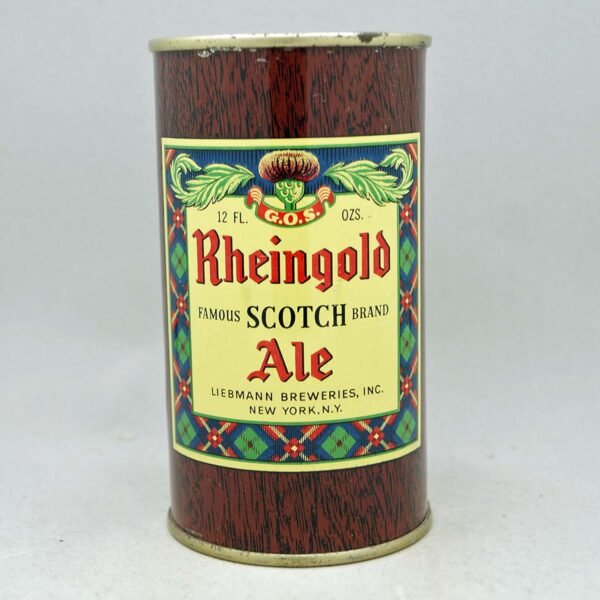 G.O.S.
12 FL. OZS.
Rheingold
FAMOUS SCOTCH BRAND
Ale
LIEBMANN BREWERIES, INC.
NEW YORK, N.Y.